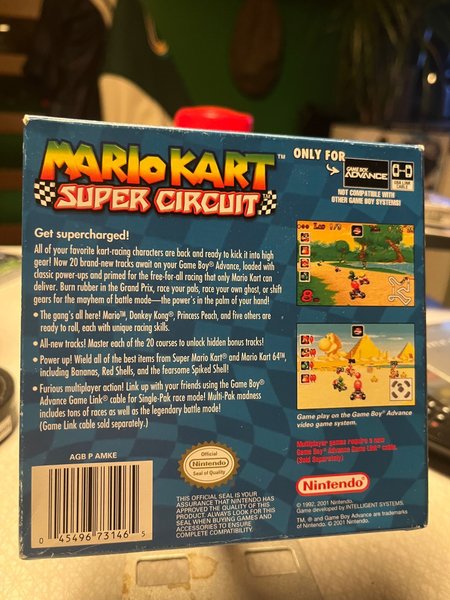 MARIO KART™
SUPER CIRCUIT
ONLY FOR
GAME BOY
ADVANCE
GBA LINK
CABLE
NOT COMPATIBLE WITH
OTHER GAME BOY SYSTEMS!
Get supercharged!
All of your favorite kart-racing characters are back and ready to kick it into high
gear! Now 20 brand-new tracks await on your Game Boy® Advance, loaded with
classic power-ups and primed for the free-for-all racing that only Mario Kart can
deliver. Burn rubber in the Grand Prix, race your pals, race your own ghost, or shift
gears for the mayhem of battle mode—the power's in the palm of your hand!
• The gang's all here! Mario™, Donkey Kong®, Princess Peach, and five others are
ready to roll, each with unique racing skills.
• All-new tracks! Master each of the 20 courses to unlock hidden bonus tracks!
• Power up! Wield all of the best items from Super Mario Kart® and Mario Kart 64™,
including Bananas, Red Shells, and the fearsome Spiked Shell!
• Furious multiplayer action! Link up with your friends using the Game Boy®
Advance Game Link® cable for Single-Pak race mode! Multi-Pak madness
includes tons of races as well as the legendary battle mode!
(Game Link cable sold separately.)
Game play on the Game Boy® Advance
video game system.
Multiplayer games require a new
Game Boy® Advance Game Link® cable.
(Sold Separately)
AGB P AMKE
0 45496 73146 5
Official
Nintendo
Seal of Quality
THIS OFFICIAL SEAL IS YOUR
ASSURANCE THAT NINTENDO HAS
APPROVED THE QUALITY OF THIS
PRODUCT. ALWAYS LOOK FOR THIS
SEAL WHEN BUYING GAMES AND
ACCESSORIES TO ENSURE
COMPLETE COMPATIBILITY.
Nintendo®
© 1992, 2001 Nintendo.
Game developed by INTELLIGENT SYSTEMS.
TM, ® and Game Boy Advance are trademarks
of Nintendo. © 2001 Nintendo.